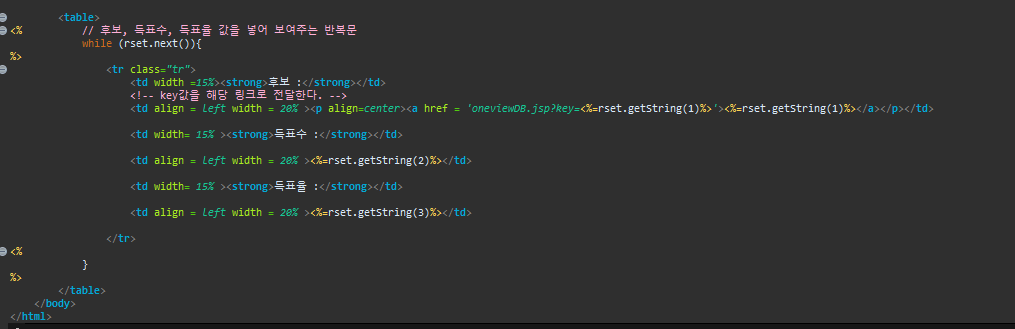 <table>
<% // 후보, 득표수, 득표율 값을 넣어 보여주는 반복문
while (rset.next()){
%>
<tr class="tr">
<td width =15%><strong>후보 :</strong></td>
<!-- key값을 해당 링크로 전달한다. -->
<td align = left width = 20% ><p align=center><a href = 'oneviewDB.jsp?key=<%=rset.getString(1)%>'><%=rset.getString(1)%></a></p></td>
<td width= 15% ><strong>득표수 :</strong></td>
<td align = left width = 20% ><%=rset.getString(2)%></td>
<td width= 15% ><strong>득표율 :</strong></td>
<td align = left width = 20% ><%=rset.getString(3)%></td>
</tr>
<%
}
%>
</table>
</body>
</html>